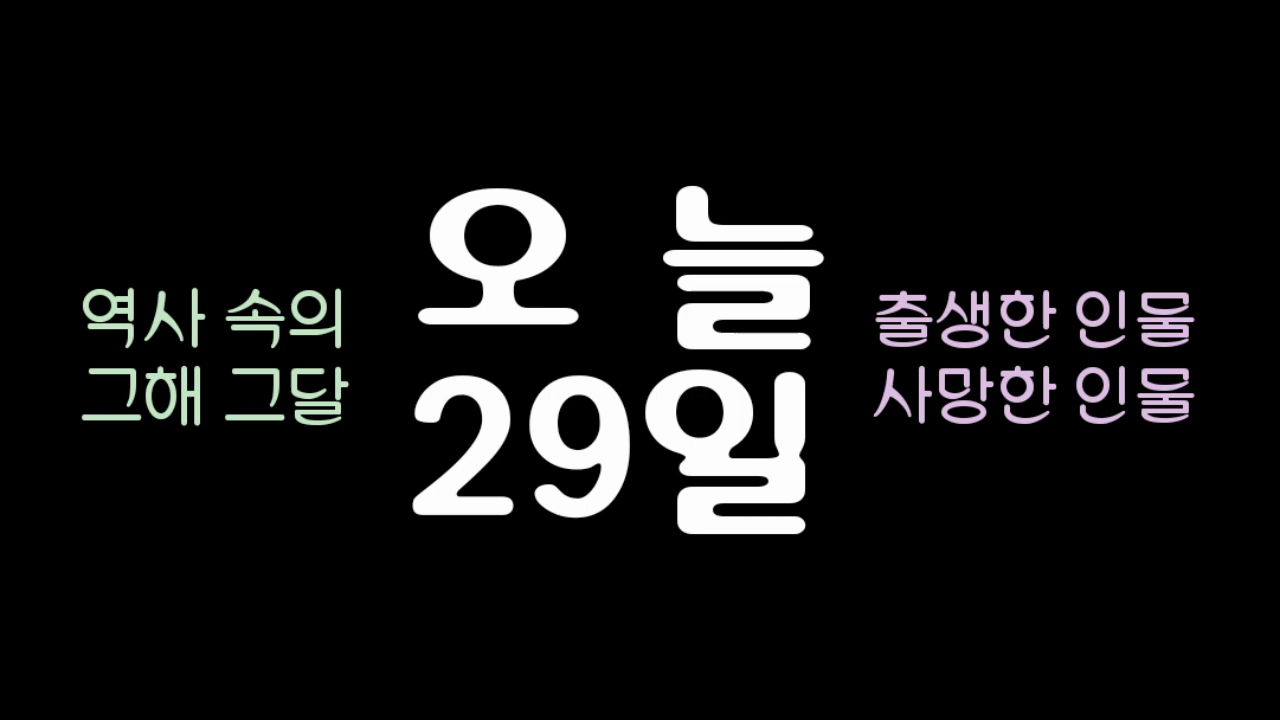 역사 속의
그해 그달
오 늘
29일
출생한 인물
사망한 인물